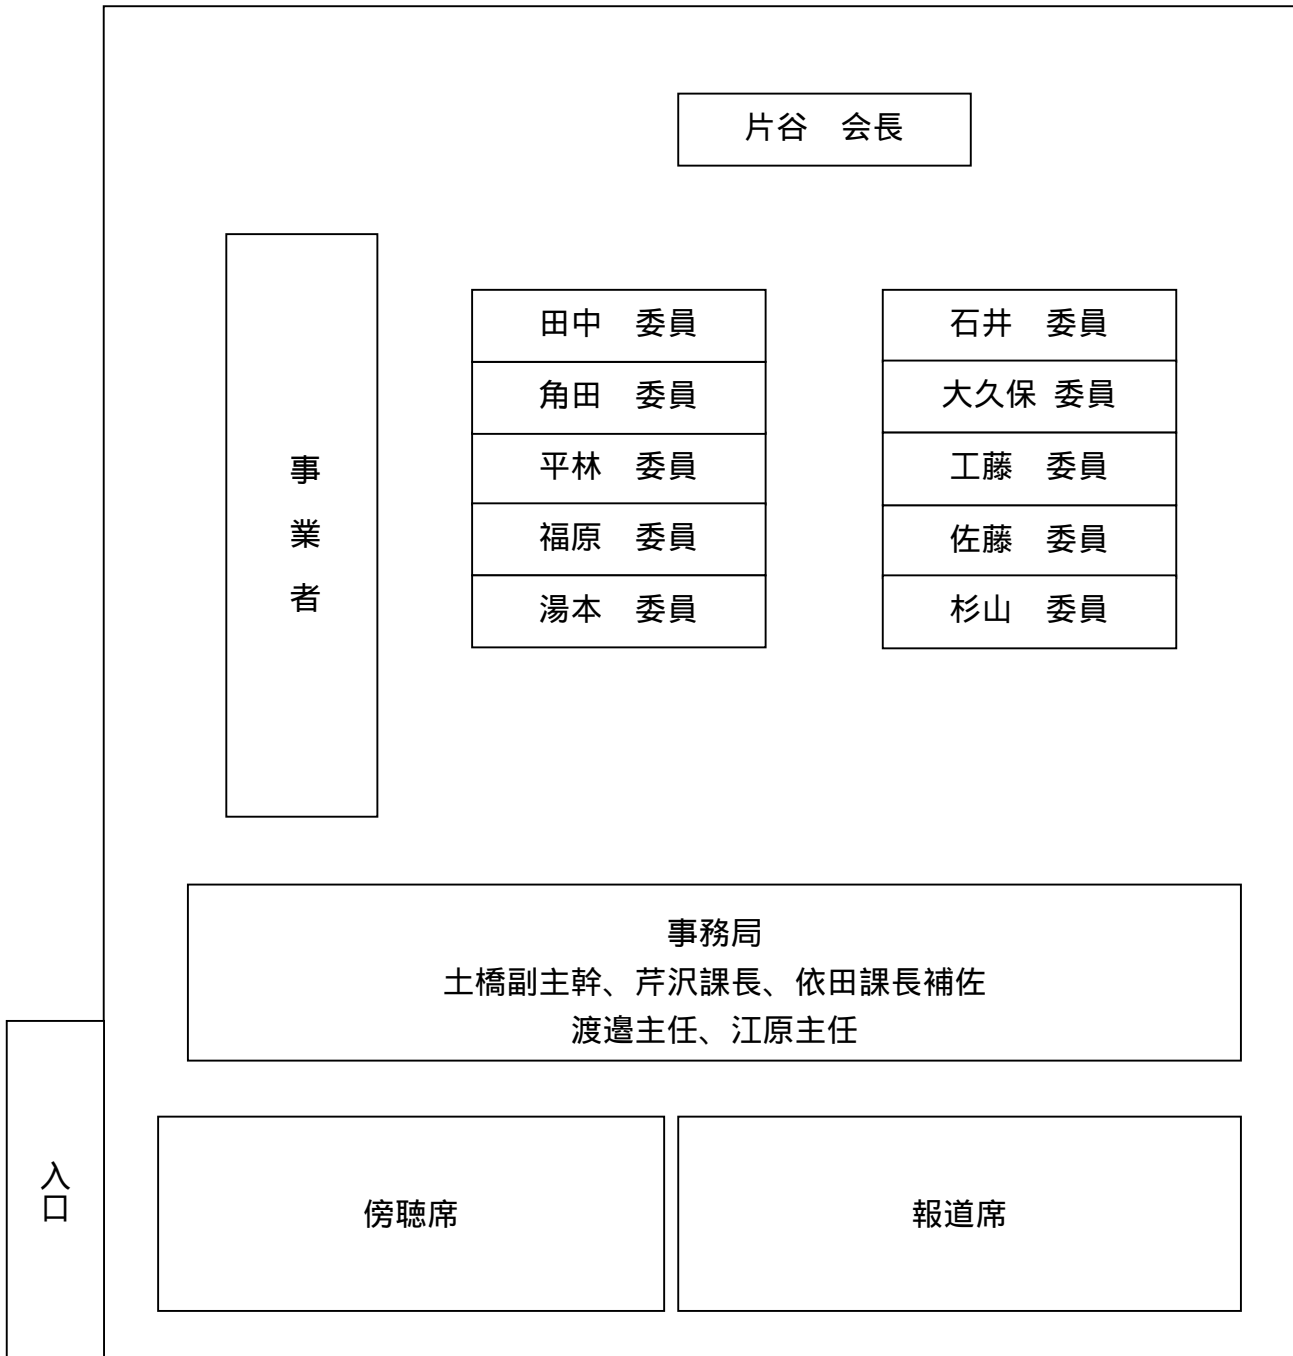 片谷　会長
事業者
田中　委員
角田　委員
平林　委員
福原　委員
湯本　委員
石井　委員
大久保 委員
工藤　委員
佐藤　委員
杉山　委員
事務局
土橋副主幹、芹沢課長、依田課長補佐
渡邉主任、江原主任
入口
傍聴席
報道席